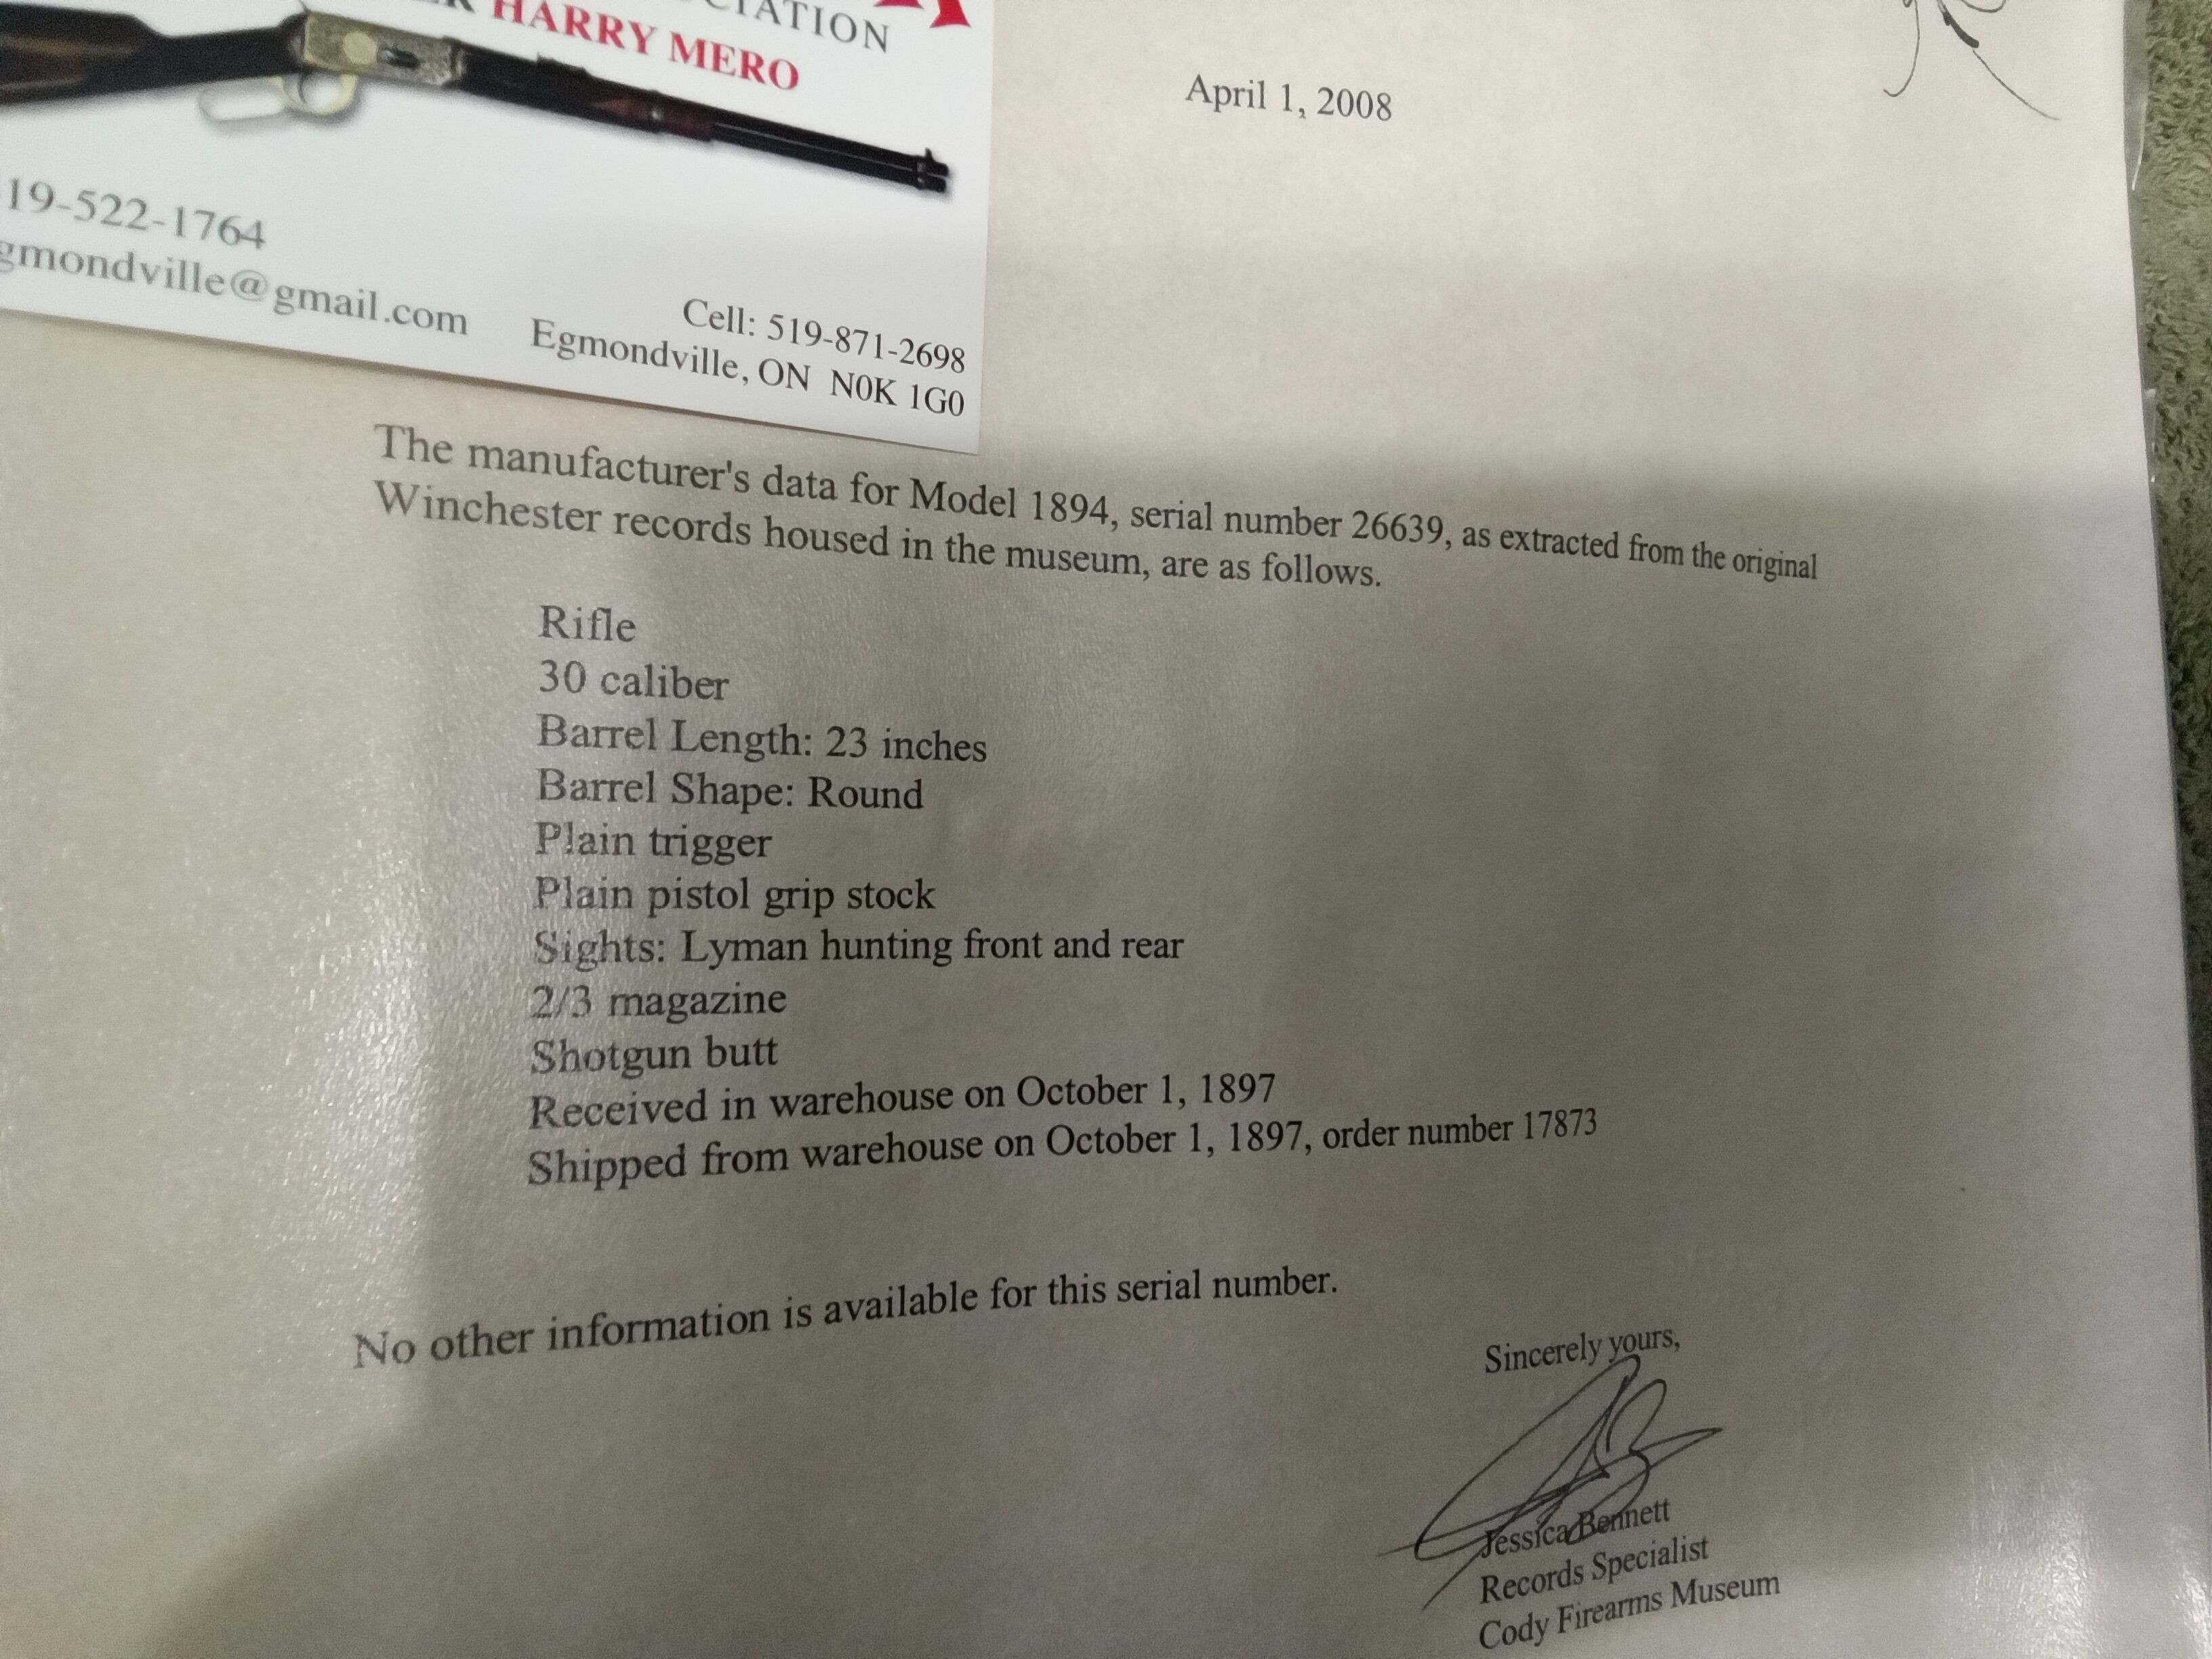 CIATION
HARRY MERO
19-522-1764
gmondville@gmail.com
Cell: 519-871-2698
Egmondville, ON N0K 1G0
April 1, 2008
The manufacturer's data for Model 1894, serial number 26639, as extracted from the original
Winchester records housed in the museum, are as follows.
Rifle
30 caliber
Barrel Length: 23 inches
Barrel Shape: Round
Plain trigger
Plain pistol grip stock
Sights: Lyman hunting front and rear
2/3 magazine
Shotgun butt
Received in warehouse on October 1, 1897
Shipped from warehouse on October 1, 1897, order number 17873
No other information is available for this serial number.
Sincerely yours,
Jessica Bennett
Records Specialist
Cody Firearms Museum